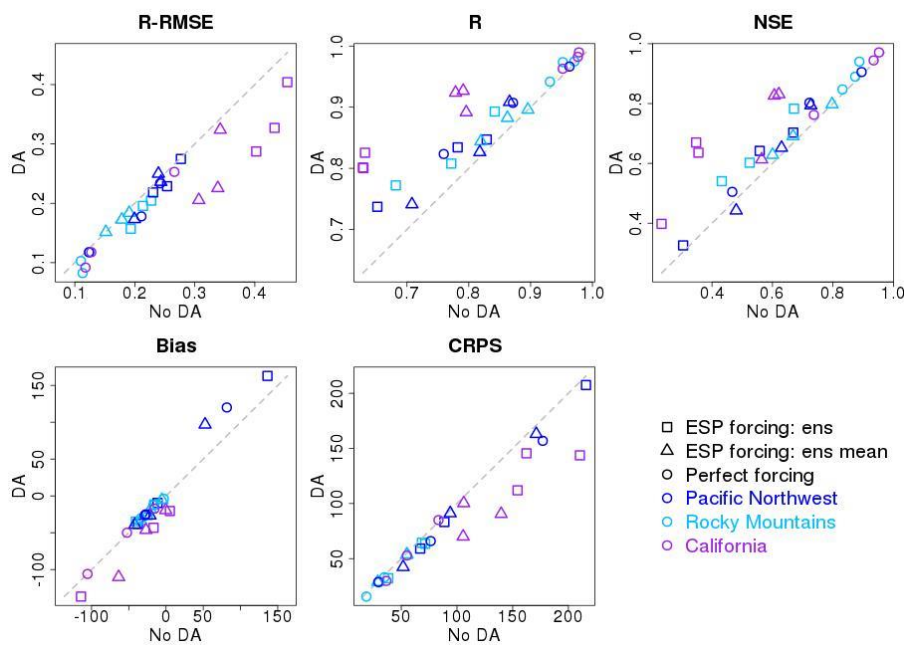 R-RMSE
0.1 0.2 0.3 0.4
DA
0.1 0.2 0.3 0.4
No DA
R
0.7 0.8 0.9 1.0
DA
0.7 0.8 0.9 1.0
No DA
NSE
0.4 0.6 0.8 1.0
DA
0.4 0.6 0.8 1.0
No DA
Bias
-100 0 50 150
DA
-100 0 50 150
No DA
CRPS
50 100 150 200
DA
50 100 150 200
No DA
ESP forcing: ens
ESP forcing: ens mean
Perfect forcing
Pacific Northwest
Rocky Mountains
California